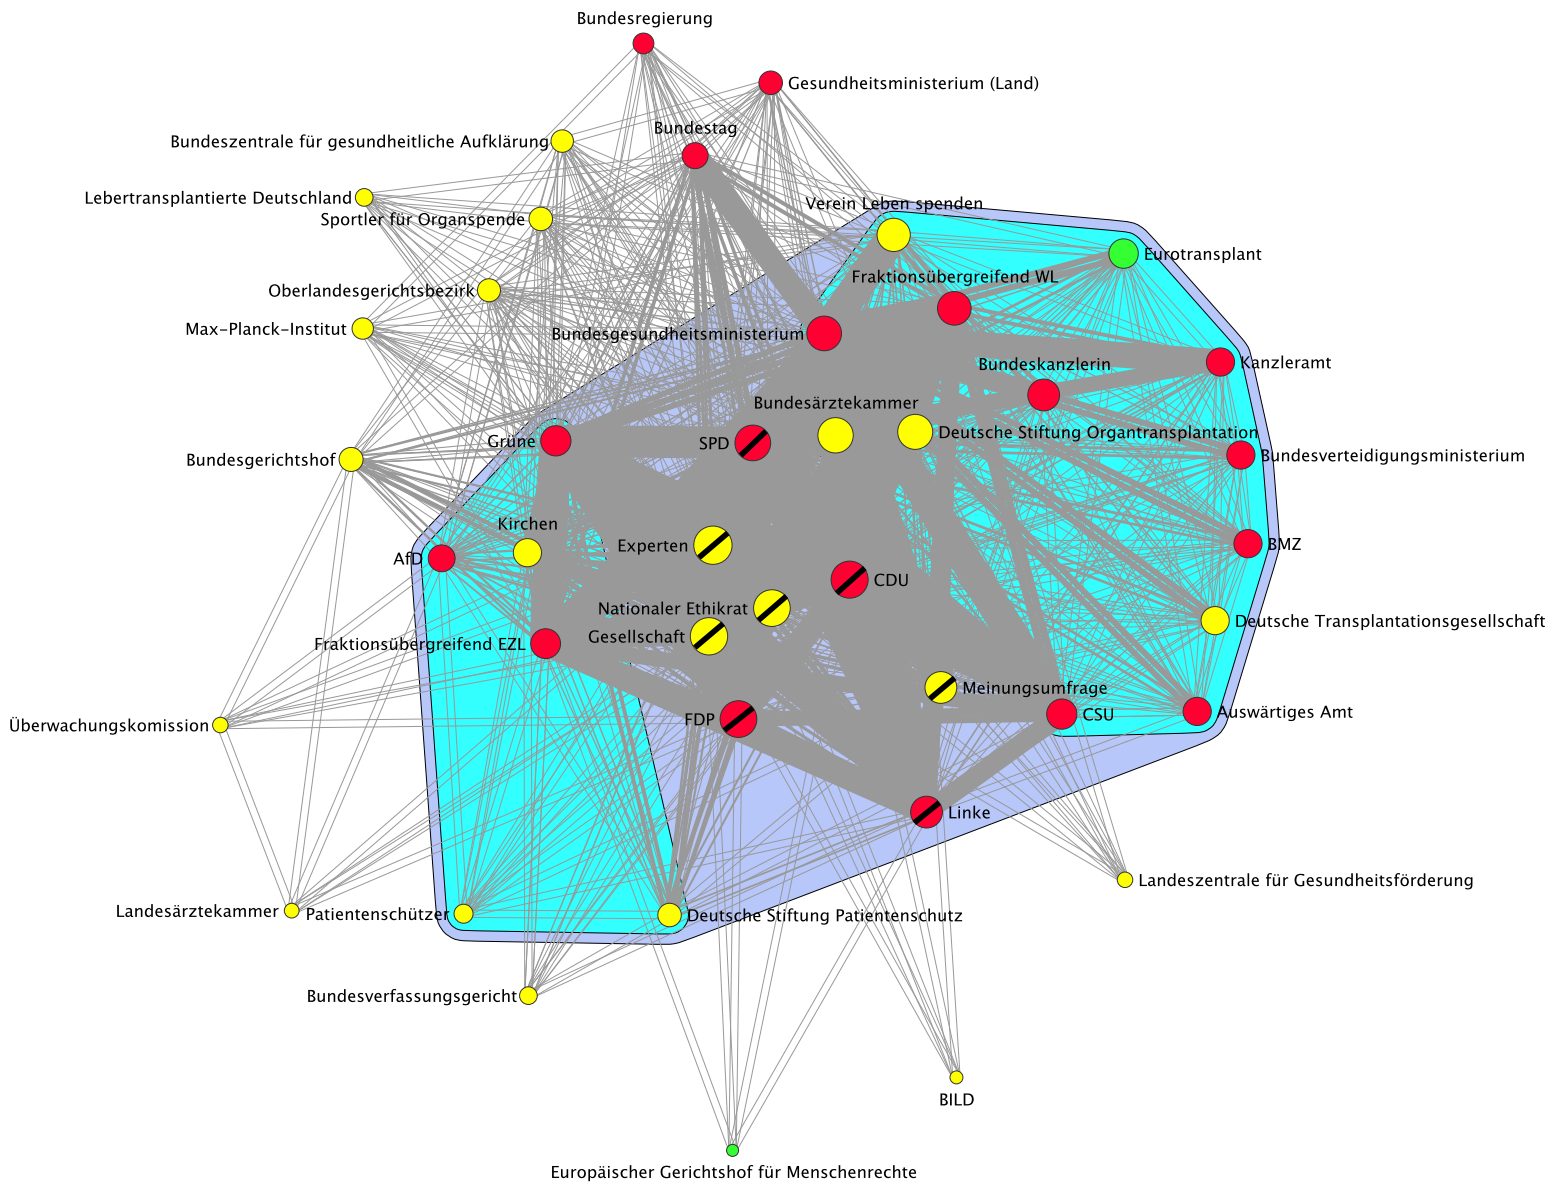 Bundesregierung
Gesundheitsministerium (Land)
Bundestag
Bundeszentrale für gesundheitliche Aufklärung
Lebertransplantierte Deutschland
Verein Leben spenden
Sportler für Organspende
Eurotransplant
Fraktionsübergreifend WL
Oberlandesgerichtsbezirk
Max-Planck-Institut
Bundesgesundheitsministerium
Kanzleramt
Bundeskanzlerin
Bundesärztekammer
Deutsche Stiftung Organtransplantation
Grüne
SPD
Bundesverteidigungsministerium
Bundesgerichtshof
Kirchen
Experten
BMZ
AfD
CDU
Nationaler Ethikrat
Deutsche Transplantationsgesellschaft
Gesellschaft
Fraktionsübergreifend EZL
Meinungsumfrage
Auswärtiges Amt
CSU
FDP
Überwachungskomission
Linke
Landeszentrale für Gesundheitsförderung
Landesärztekammer
Patientenschützer
Deutsche Stiftung Patientenschutz
Bundesverfassungsgericht
BILD
Europäischer Gerichtshof für Menschenrechte